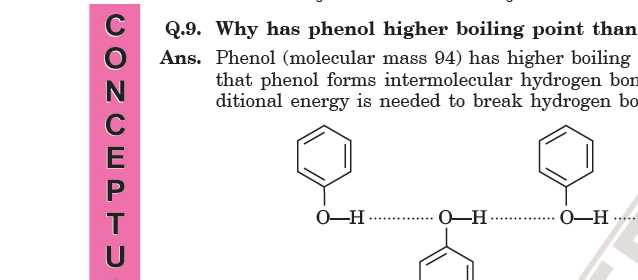 C
O
N
C
E
P
T
U
Q.9. Why has phenol higher boiling point than
Ans. Phenol (molecular mass 94) has higher boiling
that phenol forms intermolecular hydrogen bon
ditional energy is needed to break hydrogen bo
O—H ············· O—H ············· O—H ·····